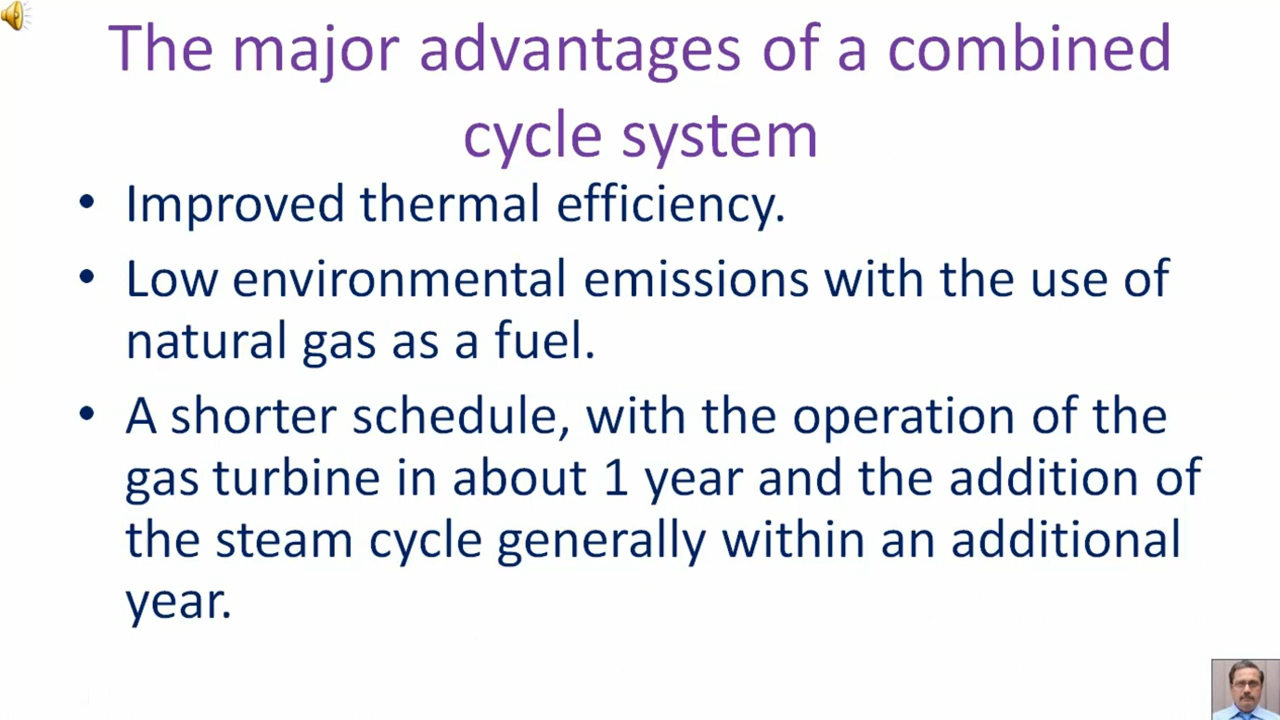 The major advantages of a combined
cycle system
• Improved thermal efficiency.
• Low environmental emissions with the use of
natural gas as a fuel.
• A shorter schedule, with the operation of the
gas turbine in about 1 year and the addition of
the steam cycle generally within an additional
year.